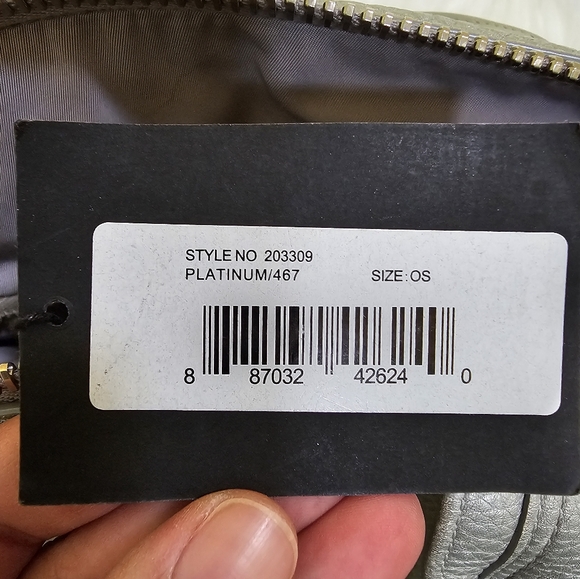 STYLE NO 203309
PLATINUM/467 SIZE: OS
8 87032 42624 0